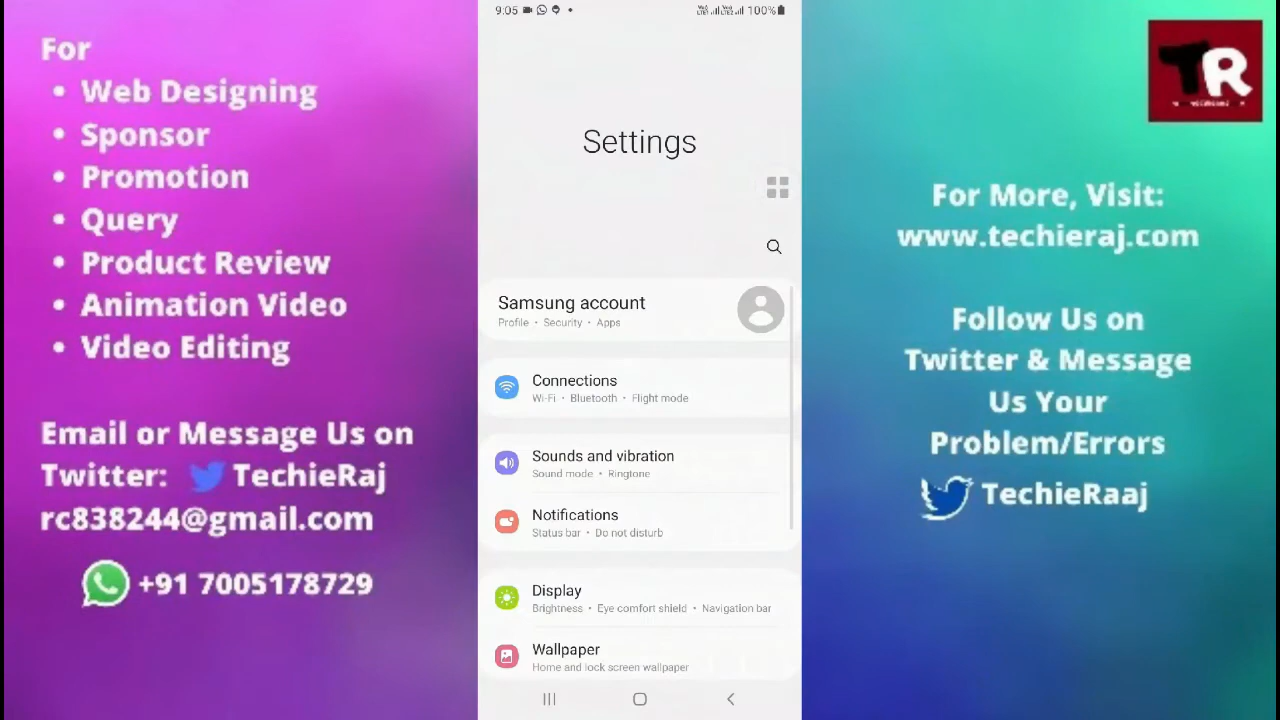 For
• Web Designing
• Sponsor
• Promotion
• Query
• Product Review
• Animation Video
• Video Editing
Email or Message Us on
Twitter: TechieRaj
rc838244@gmail.com
+91 7005178729
9:05
100%
Settings
Samsung account
Profile • Security • Apps
Connections
Wi-Fi • Bluetooth • Flight mode
Sounds and vibration
Sound mode • Ringtone
Notifications
Status bar • Do not disturb
Display
Brightness • Eye comfort shield • Navigation bar
Wallpaper
Home and lock screen wallpaper
TR
For More, Visit:
www.techieraj.com
Follow Us on
Twitter & Message
Us Your
Problem/Errors
TechieRaaj